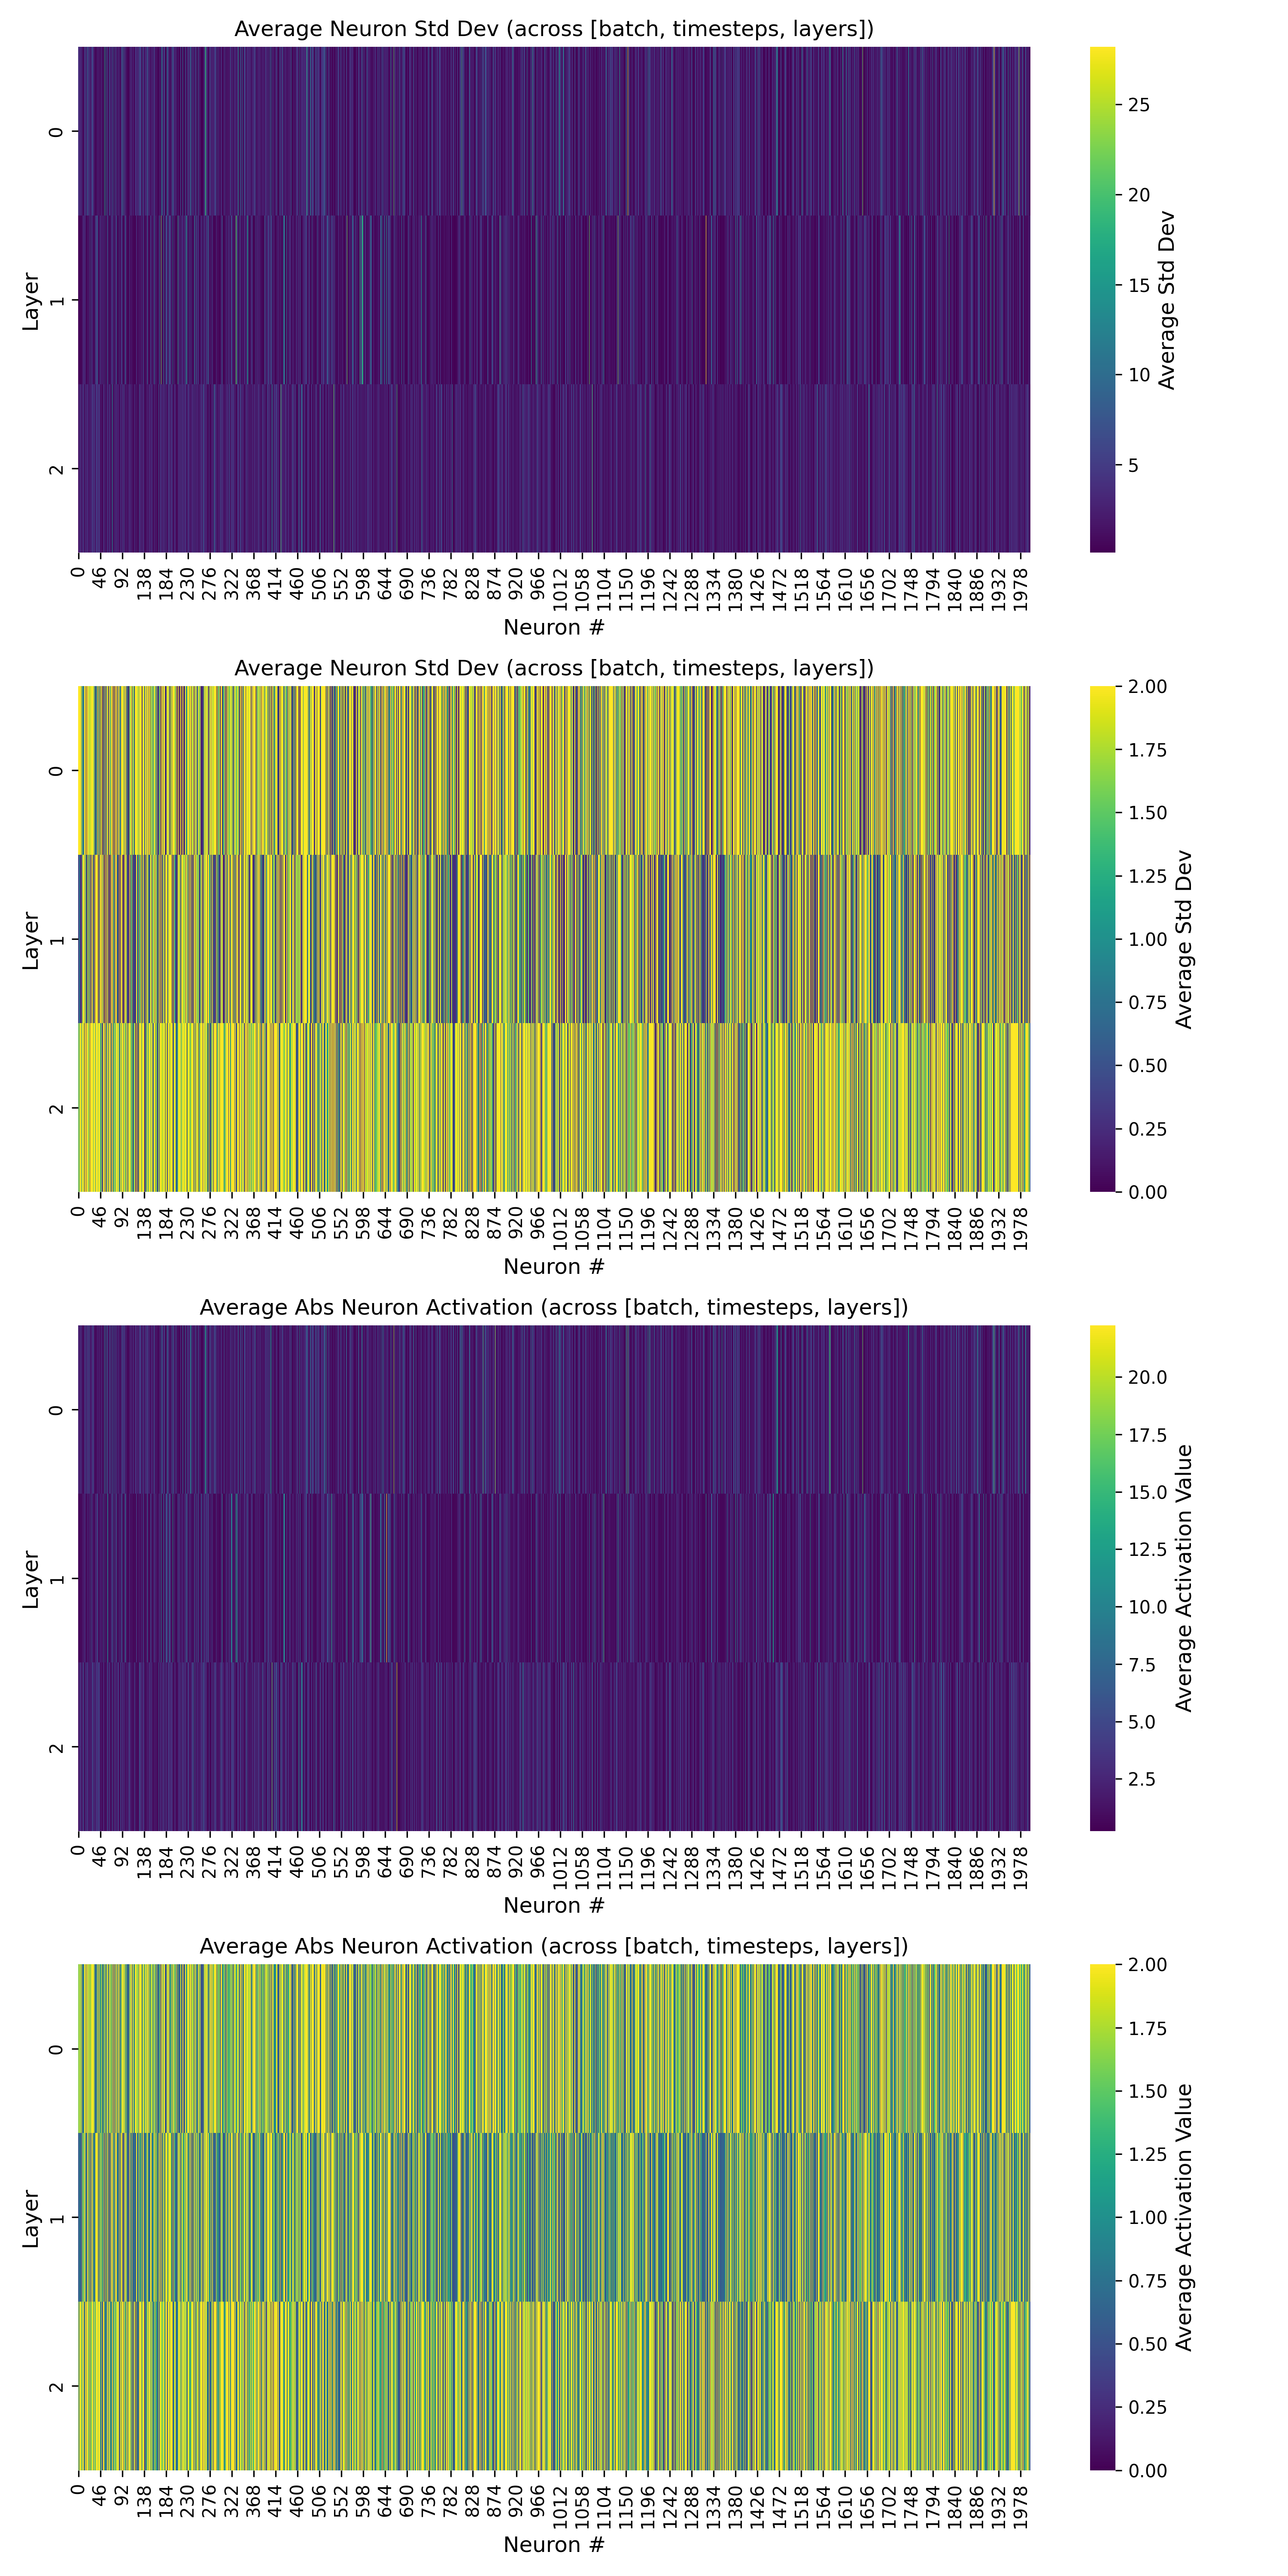 Average Neuron Std Dev (across [batch, timesteps, layers])
0
1
2
Layer
0 46 92 138 184 230 276 322 368 414 460 506 552 598 644 690 736 782 828 874 920 966 1012 1058 1104 1150 1196 1242 1288 1334 1380 1426 1472 1518 1564 1610 1656 1702 1748 1794 1840 1886 1932 1978
Neuron #
25
20
15
10
5
Average Std Dev
Average Neuron Std Dev (across [batch, timesteps, layers])
0
1
2
Layer
0 46 92 138 184 230 276 322 368 414 460 506 552 598 644 690 736 782 828 874 920 966 1012 1058 1104 1150 1196 1242 1288 1334 1380 1426 1472 1518 1564 1610 1656 1702 1748 1794 1840 1886 1932 1978
Neuron #
2.00
1.75
1.50
1.25
1.00
0.75
0.50
0.25
0.00
Average Std Dev
Average Abs Neuron Activation (across [batch, timesteps, layers])
0
1
2
Layer
0 46 92 138 184 230 276 322 368 414 460 506 552 598 644 690 736 782 828 874 920 966 1012 1058 1104 1150 1196 1242 1288 1334 1380 1426 1472 1518 1564 1610 1656 1702 1748 1794 1840 1886 1932 1978
Neuron #
20.0
17.5
15.0
12.5
10.0
7.5
5.0
2.5
Average Activation Value
Average Abs Neuron Activation (across [batch, timesteps, layers])
0
1
2
Layer
0 46 92 138 184 230 276 322 368 414 460 506 552 598 644 690 736 782 828 874 920 966 1012 1058 1104 1150 1196 1242 1288 1334 1380 1426 1472 1518 1564 1610 1656 1702 1748 1794 1840 1886 1932 1978
Neuron #
2.00
1.75
1.50
1.25
1.00
0.75
0.50
0.25
0.00
Average Activation Value